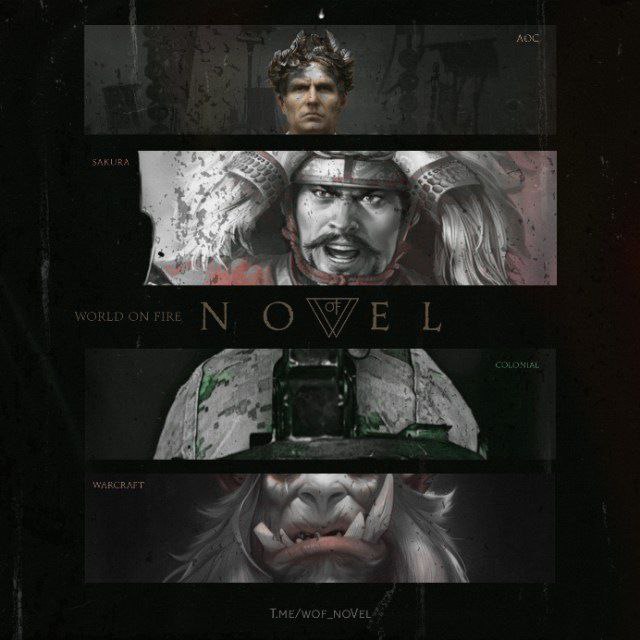 AOC
SAKURA
WORLD ON FIRE
NOVEL
OF
COLONIAL
WARCRAFT
T.ME/WOF_NOVEL